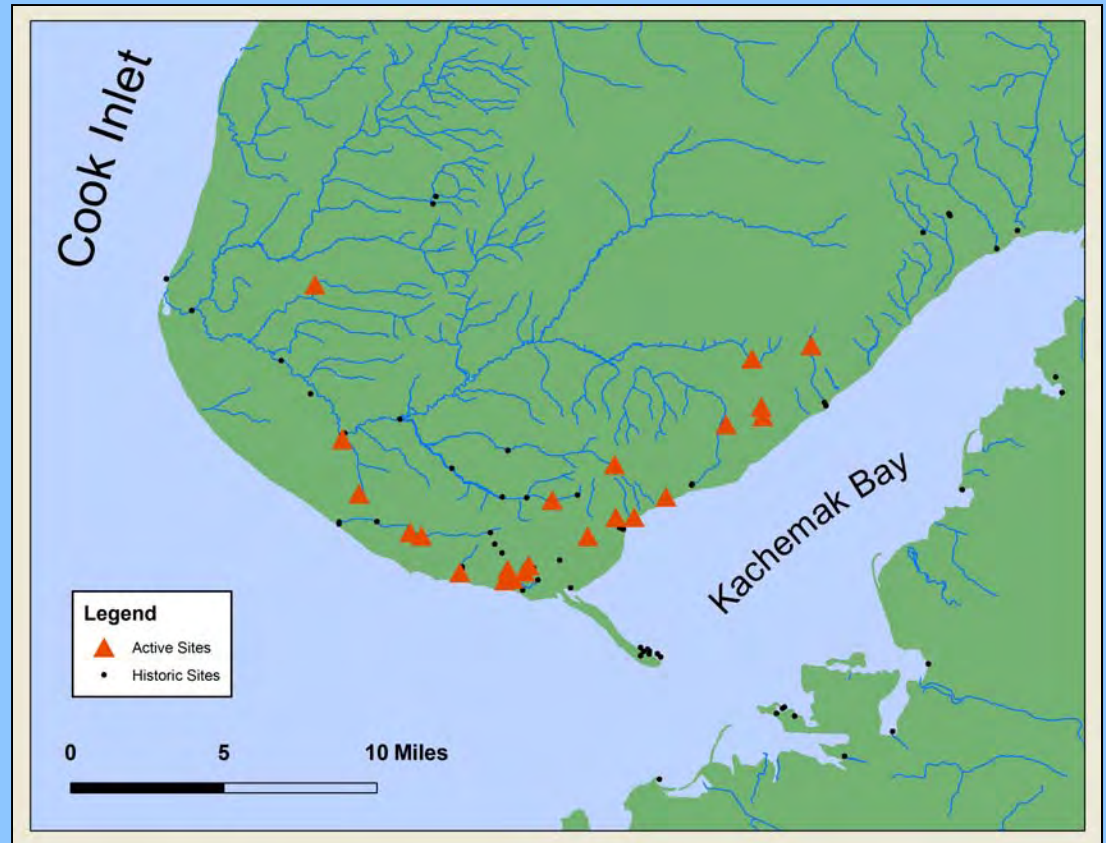 Cook Inlet
Kachemak Bay
Legend
Active Sites
Historic Sites
0 5 10 Miles